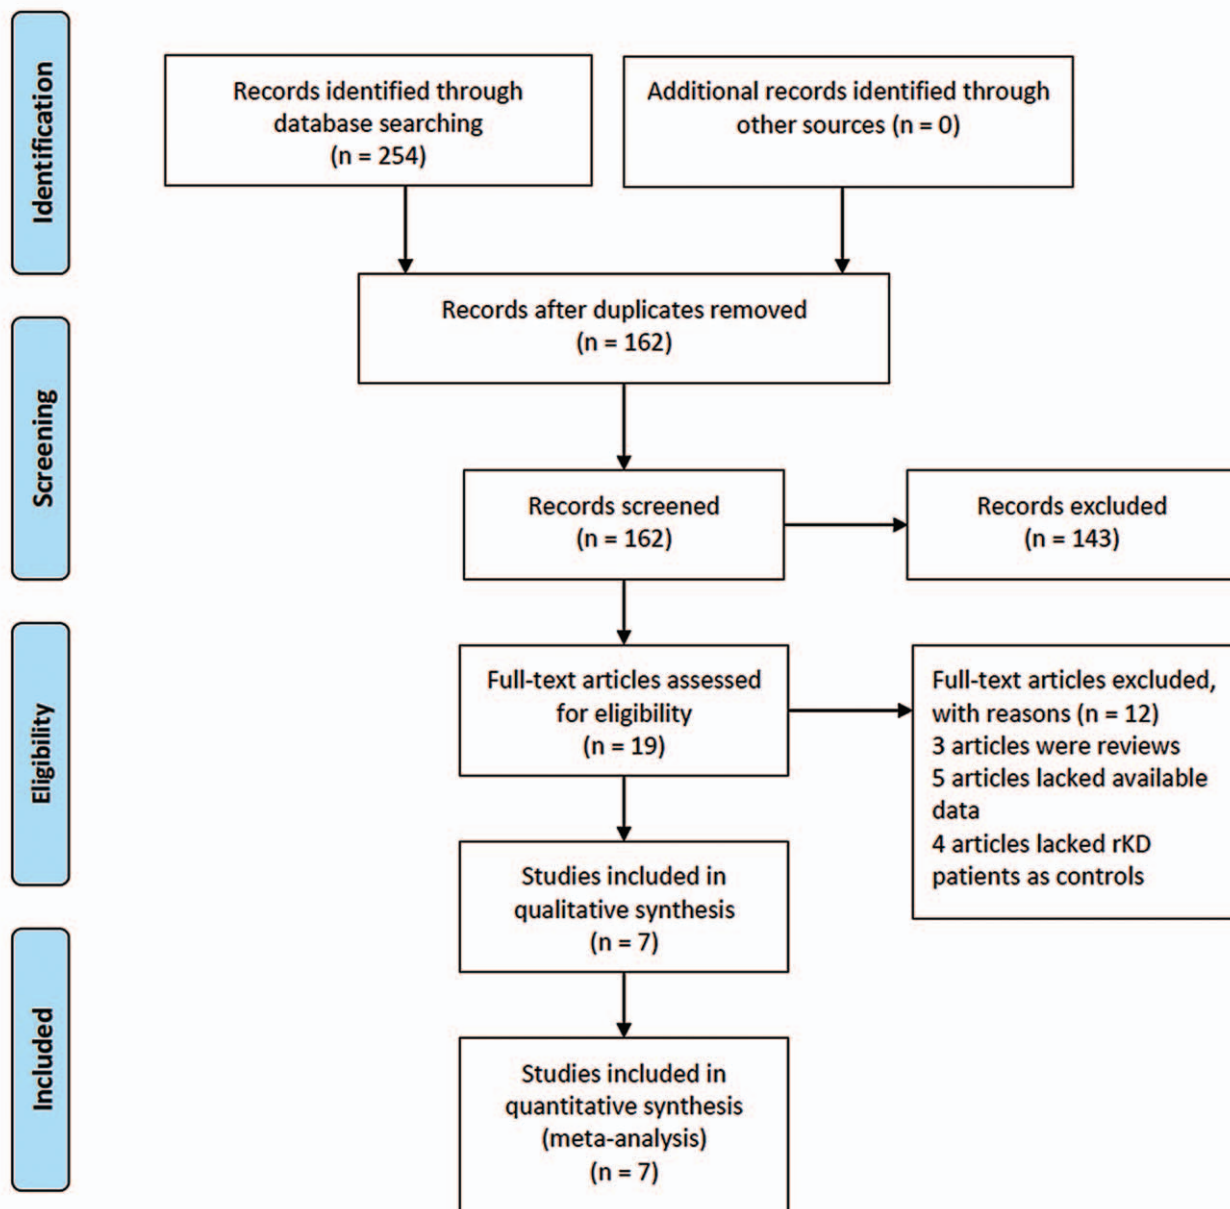 Identification
Records identified through
database searching
(n = 254)
Additional records identified through
other sources (n = 0)
Records after duplicates removed
(n = 162)
Screening
Records screened
(n = 162)
Records excluded
(n = 143)
Eligibility
Full-text articles assessed
for eligibility
(n = 19)
Full-text articles excluded,
with reasons (n = 12)
3 articles were reviews
5 articles lacked available
data
4 articles lacked rKD
patients as controls
Studies included in
qualitative synthesis
(n = 7)
Included
Studies included in
quantitative synthesis
(meta-analysis)
(n = 7)